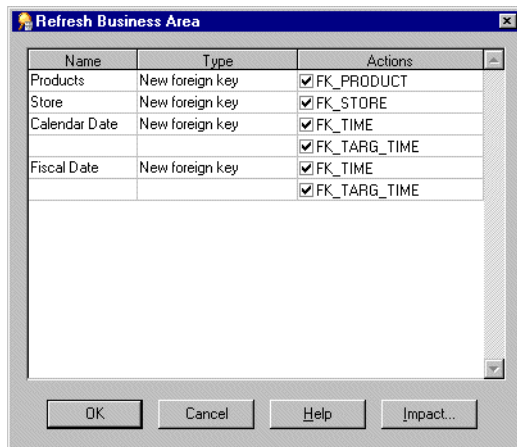 Refresh Business Area
Name Type Actions
Products New foreign key FK_PRODUCT
Store New foreign key FK_STORE
Calendar Date New foreign key FK_TIME
FK_TARG_TIME
Fiscal Date New foreign key FK_TIME
FK_TARG_TIME
OK Cancel Help Impact...